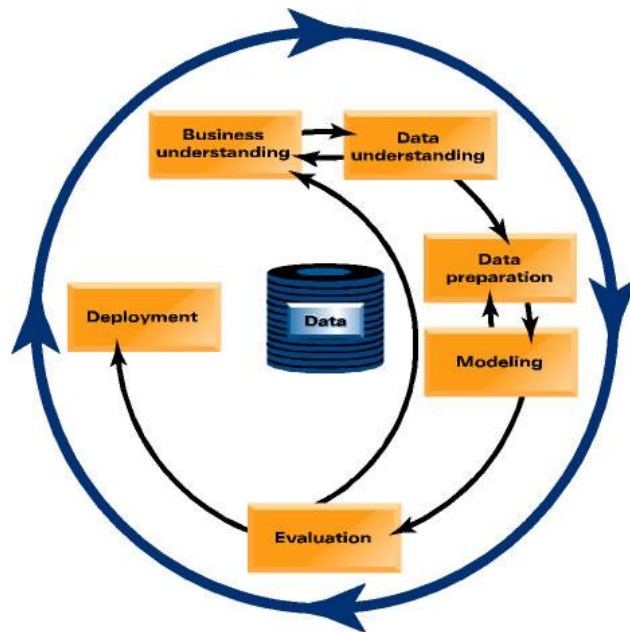 Business
understanding
Data
understanding
Data
preparation
Deployment
Data
Modeling
Evaluation